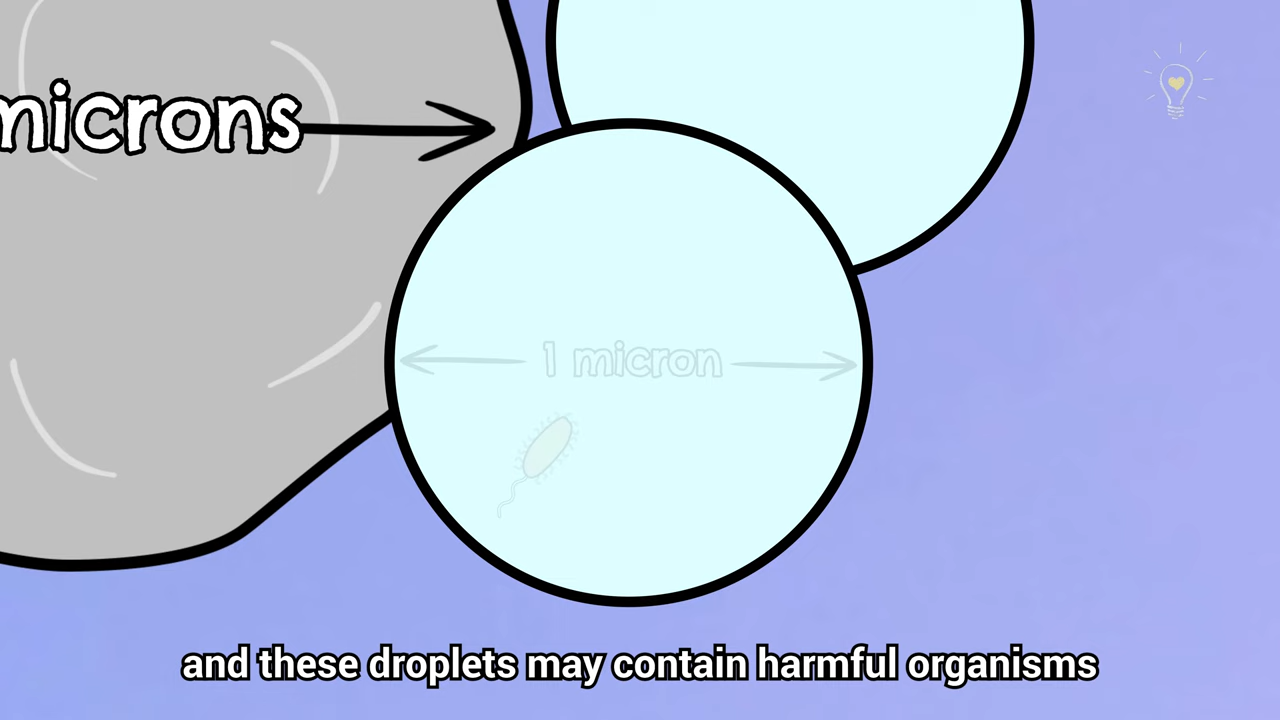 microns
1 micron
and these droplets may contain harmful organisms